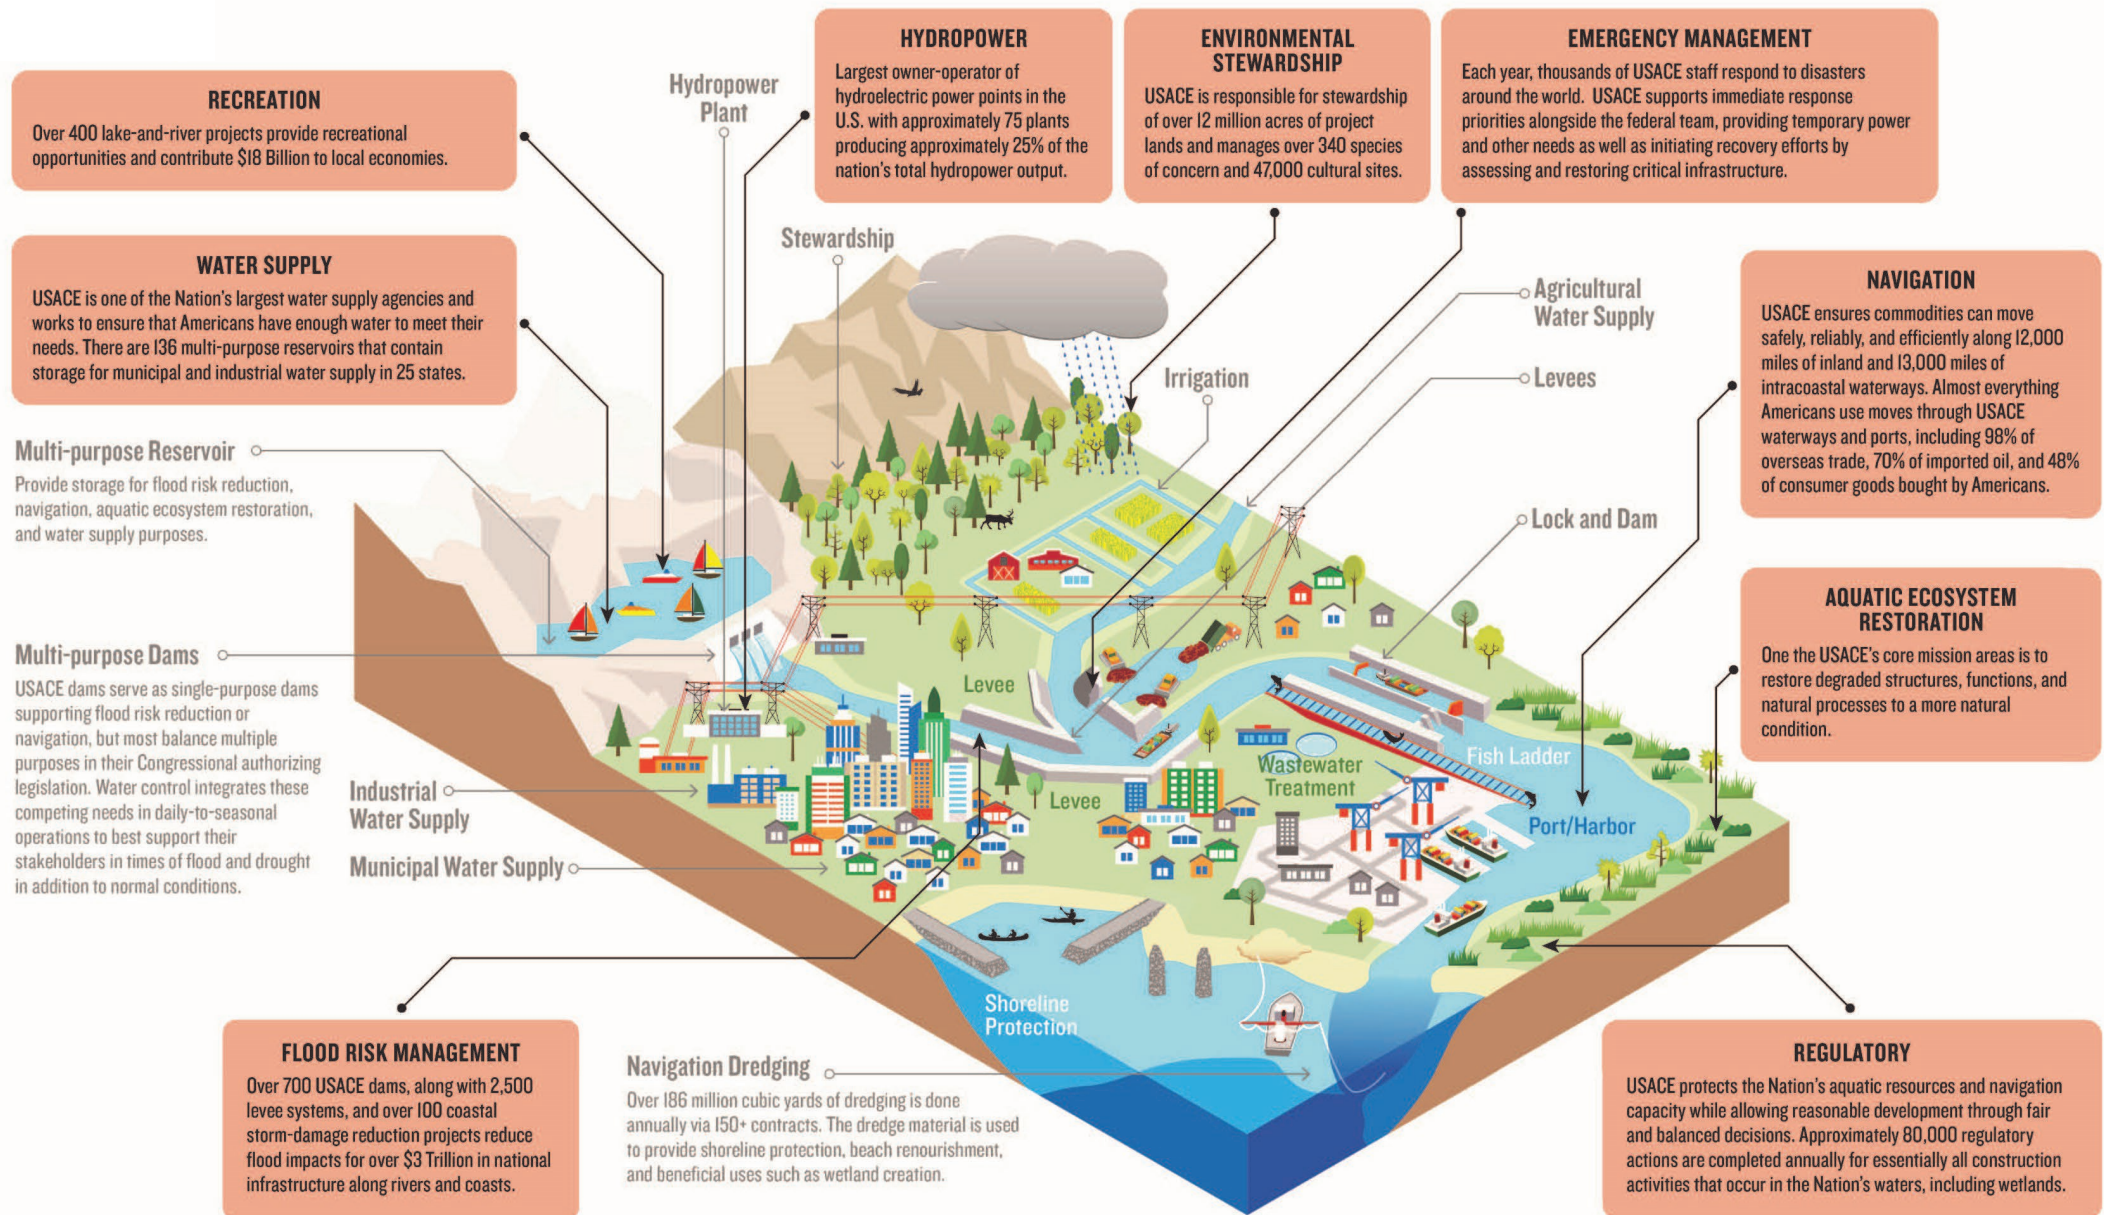 RECREATION
Over 400 lake-and-river projects provide recreational
opportunities and contribute $18 Billion to local economies.
WATER SUPPLY
USACE is one of the Nation's largest water supply agencies and
works to ensure that Americans have enough water to meet their
needs. There are 136 multi-purpose reservoirs that contain
storage for municipal and industrial water supply in 25 states.
Multi-purpose Reservoir
Provide storage for flood risk reduction,
navigation, aquatic ecosystem restoration,
and water supply purposes.
Multi-purpose Dams
USACE dams serve as single-purpose dams
supporting flood risk reduction or
navigation, but most balance multiple
purposes in their Congressional authorizing
legislation. Water control integrates these
competing needs in daily-to-seasonal
operations to best support their
stakeholders in times of flood and drought
in addition to normal conditions.
Hydropower
Plant
HYDROPOWER
Largest owner-operator of
hydroelectric power points in the
U.S. with approximately 75 plants
producing approximately 25% of the
nation's total hydropower output.
ENVIRONMENTAL
STEWARDSHIP
USACE is responsible for stewardship
of over 12 million acres of project
lands and manages over 340 species
of concern and 47,000 cultural sites.
EMERGENCY MANAGEMENT
Each year, thousands of USACE staff respond to disasters
around the world. USACE supports immediate response
priorities alongside the federal team, providing temporary power
and other needs as well as initiating recovery efforts by
assessing and restoring critical infrastructure.
Stewardship
Irrigation
Agricultural
Water Supply
Levees
Lock and Dam
NAVIGATION
USACE ensures commodities can move
safely, reliably, and efficiently along 12,000
miles of inland and 13,000 miles of
intracoastal waterways. Almost everything
Americans use moves through USACE
waterways and ports, including 98% of
overseas trade, 70% of imported oil, and 48%
of consumer goods bought by Americans.
AQUATIC ECOSYSTEM
RESTORATION
One the USACE's core mission areas is to
restore degraded structures, functions, and
natural processes to a more natural
condition.
Levee
Levee
Wastewater
Treatment
Fish Ladder
Port/Harbor
Industrial
Water Supply
Municipal Water Supply
Shoreline
Protection
FLOOD RISK MANAGEMENT
Over 700 USACE dams, along with 2,500
levee systems, and over 100 coastal
storm-damage reduction projects reduce
flood impacts for over $3 Trillion in national
infrastructure along rivers and coasts.
Navigation Dredging
Over 186 million cubic yards of dredging is done
annually via 150+ contracts. The dredge material is used
to provide shoreline protection, beach renourishment,
and beneficial uses such as wetland creation.
REGULATORY
USACE protects the Nation's aquatic resources and navigation
capacity while allowing reasonable development through fair
and balanced decisions. Approximately 80,000 regulatory
actions are completed annually for essentially all construction
activities that occur in the Nation's waters, including wetlands.